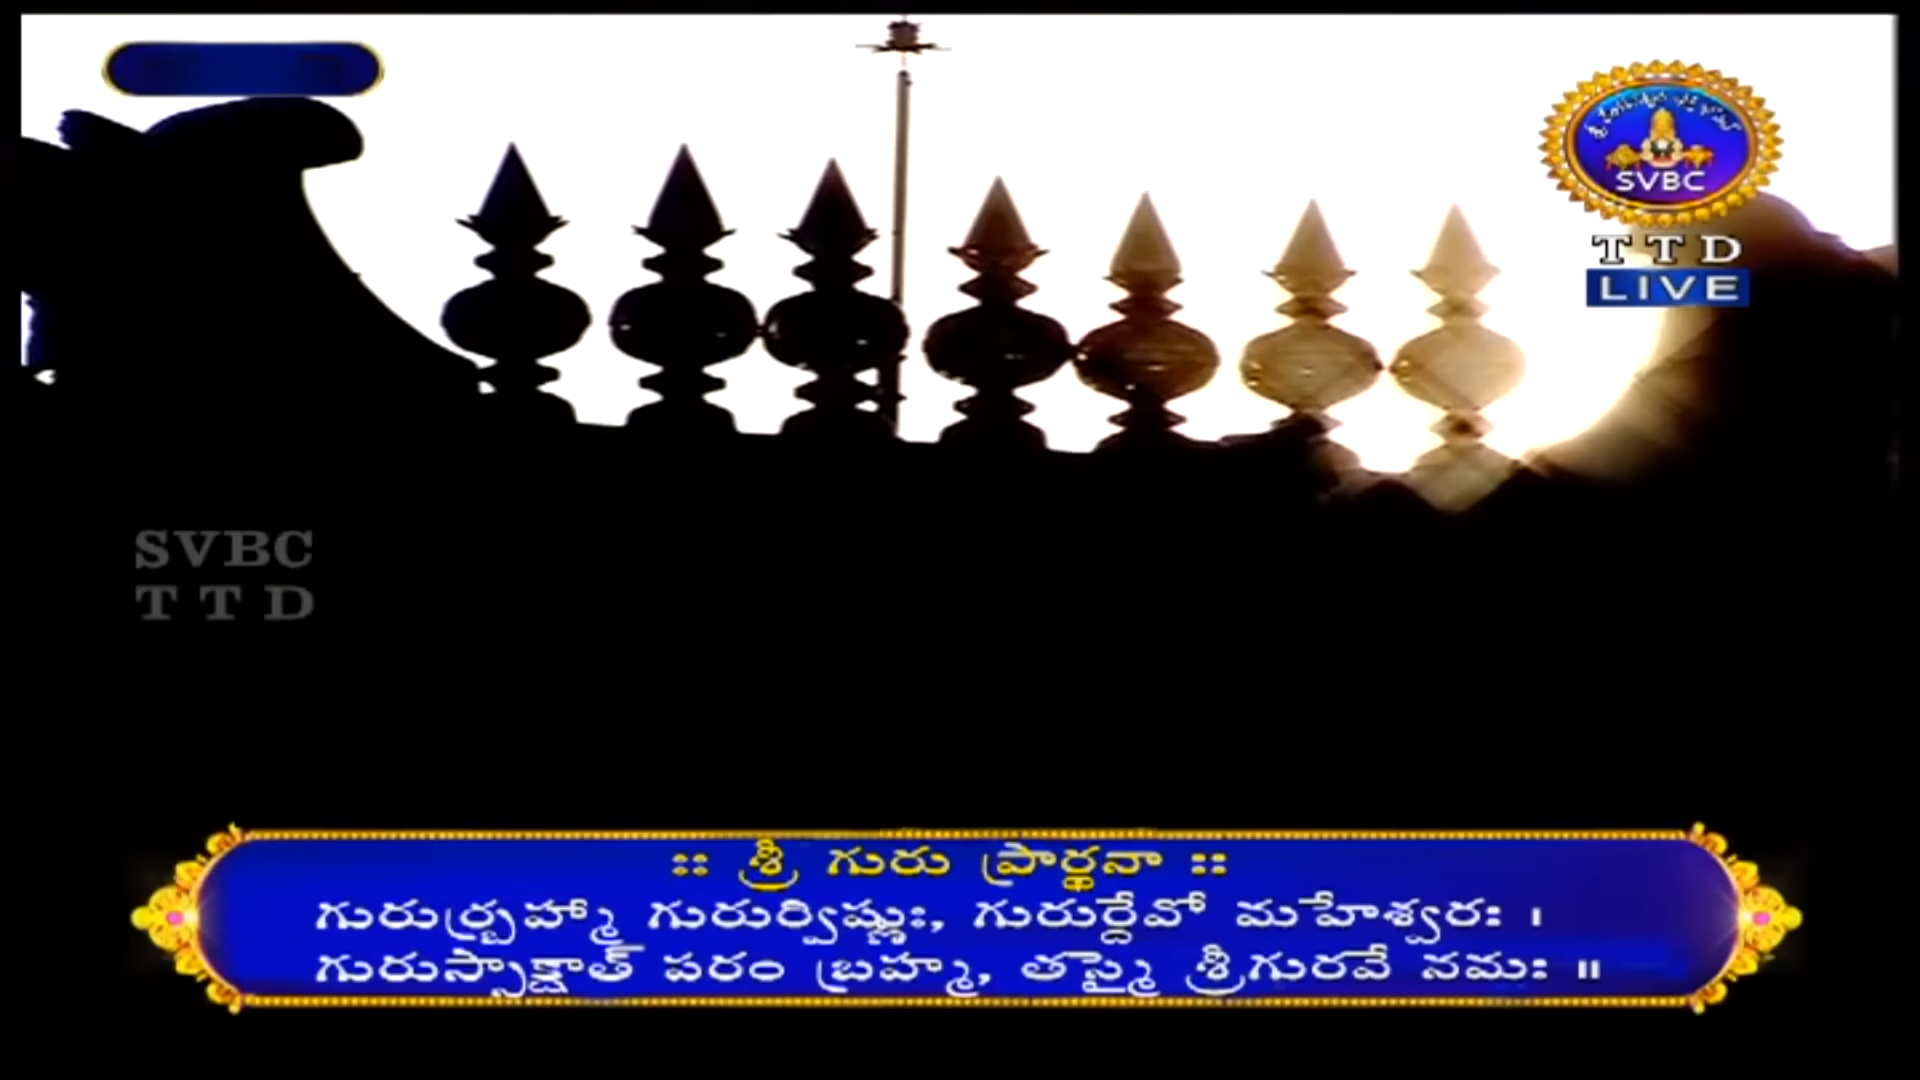 SVBC
TTD
LIVE
SVBC
TTD
:: శ్రీ గురు ప్రార్థనా ::
గురుర్బ్రహ్మా గురుర్విష్ణుః, గురుర్దేవో మహేశ్వరః ।
గురుస్సాక్షాత్ పరం బ్రహ్మ, తస్మై శ్రీగురవే నమః ॥